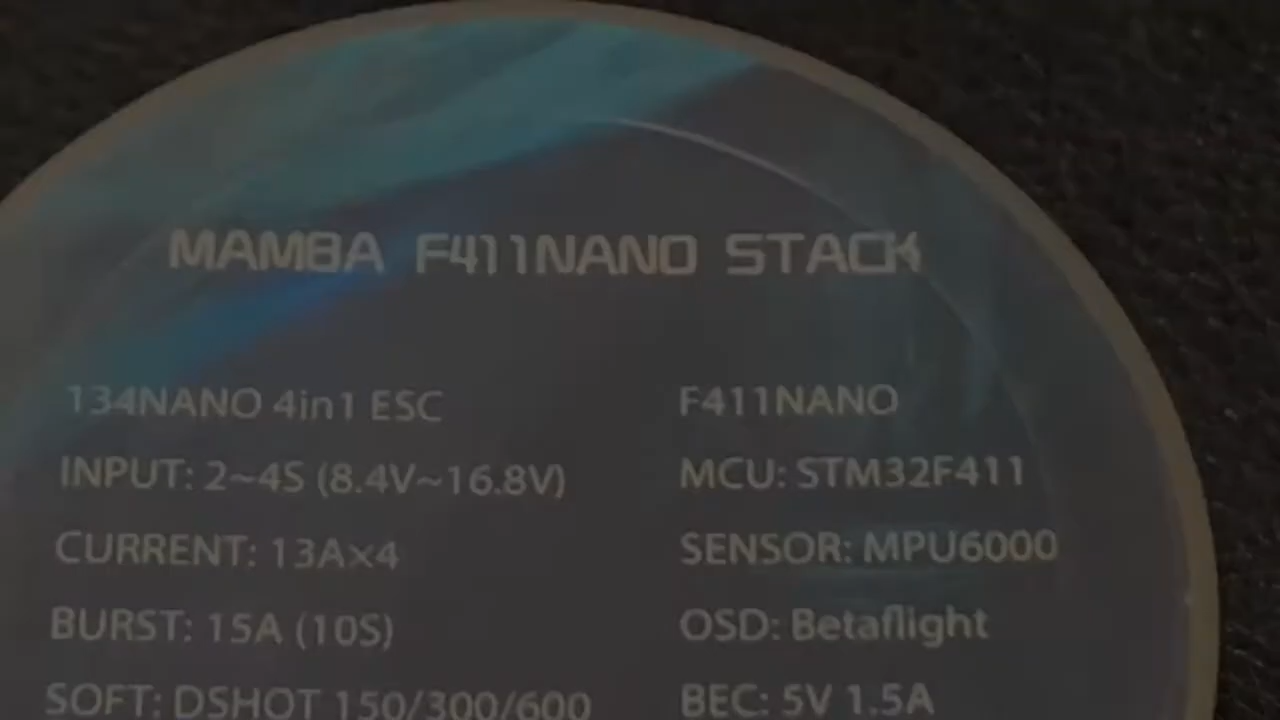 MAMBA F411NANO STACK
134NANO 4in1 ESC
INPUT: 2~4S (8.4V~16.8V)
CURRENT: 13A×4
BURST: 15A (10S)
SOFT: DSHOT 150/300/600
F411NANO
MCU: STM32F411
SENSOR: MPU6000
OSD: Betaflight
BEC: 5V 1.5A